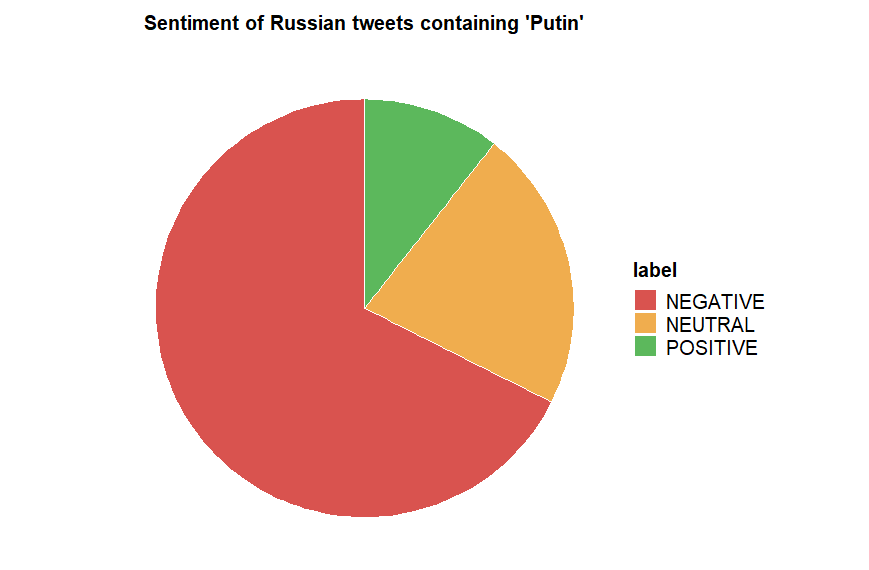 Sentiment of Russian tweets containing 'Putin'
label
NEGATIVE
NEUTRAL
POSITIVE